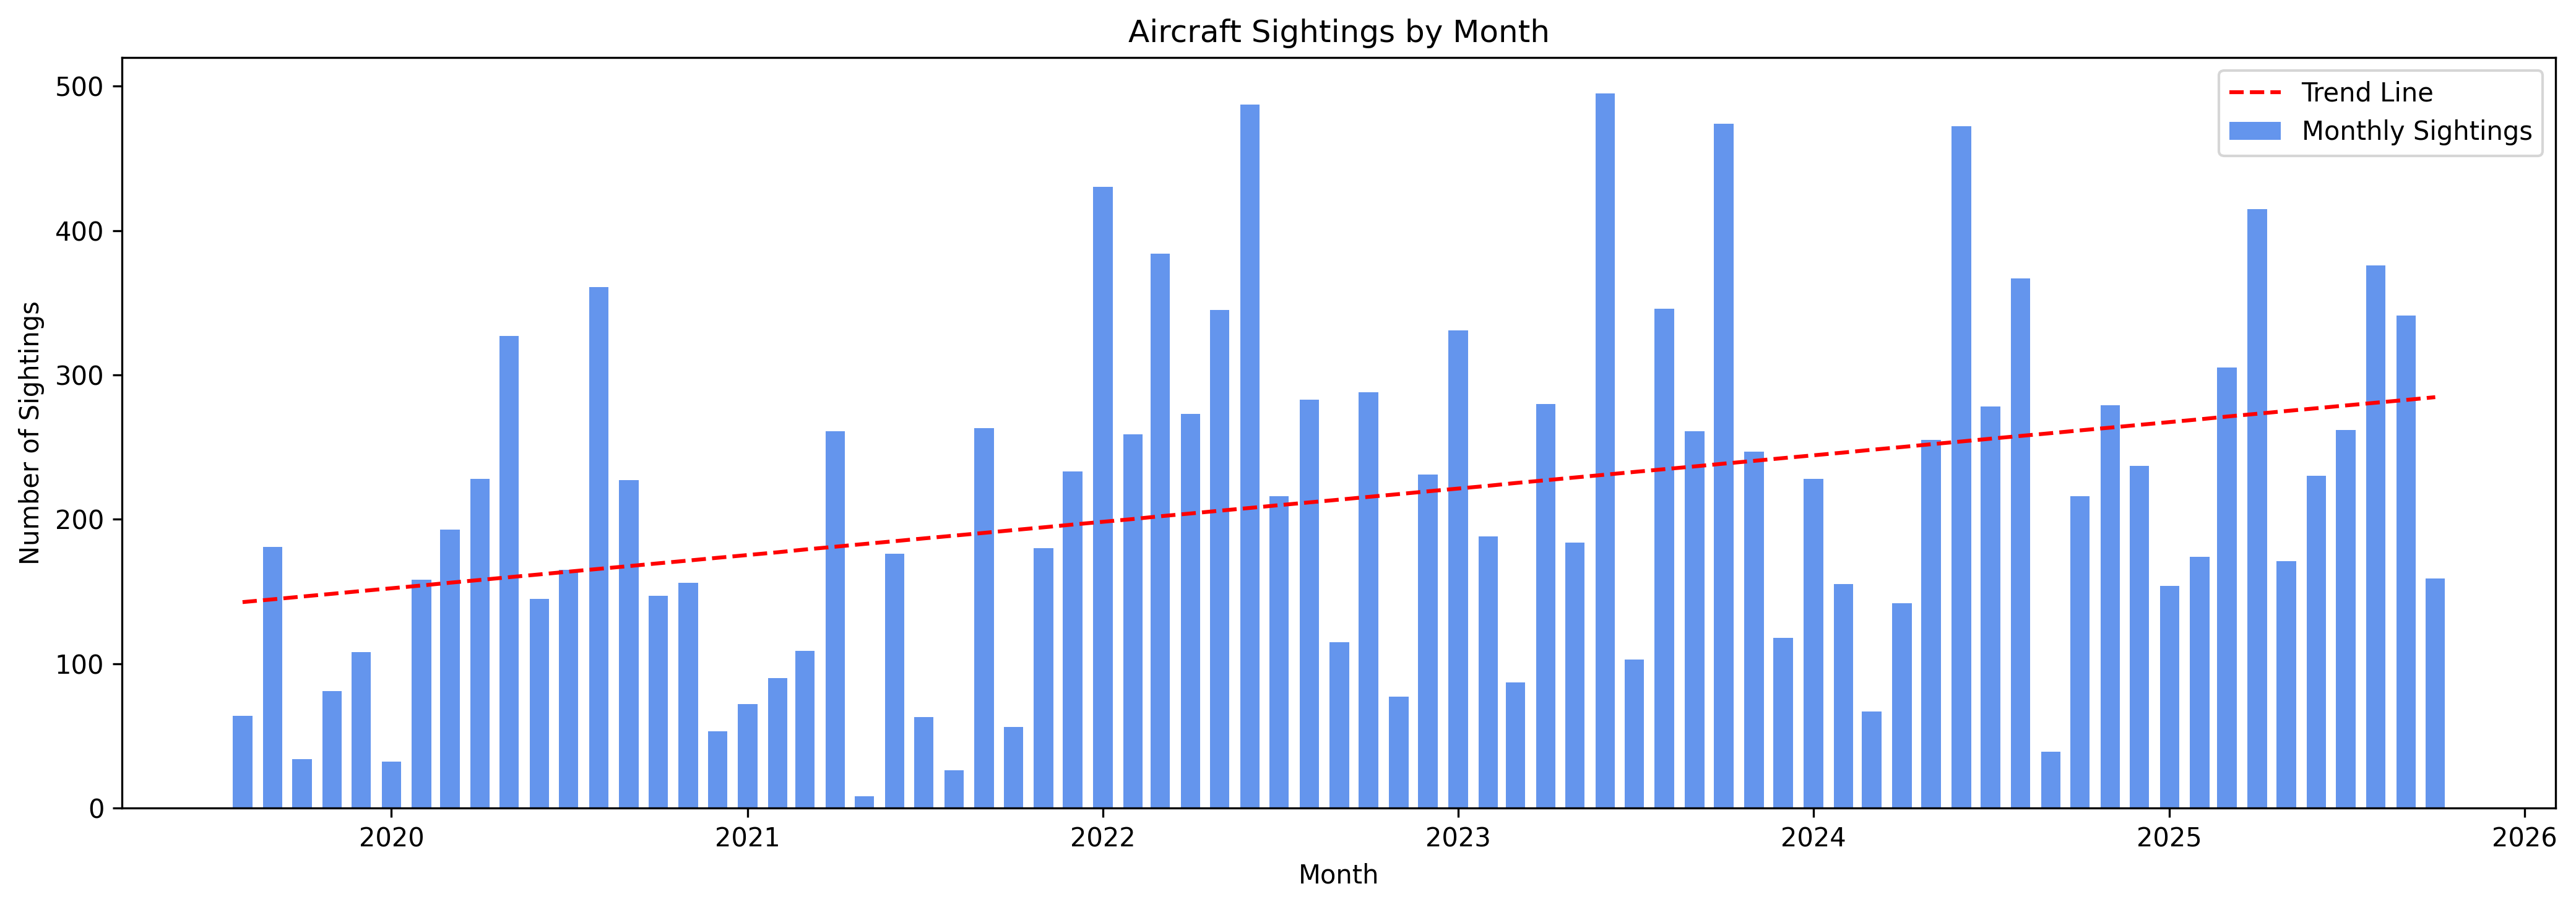 Aircraft Sightings by Month
Trend Line
Monthly Sightings
Number of Sightings
500
400
300
200
100
0
2020 2021 2022 2023 2024 2025 2026
Month